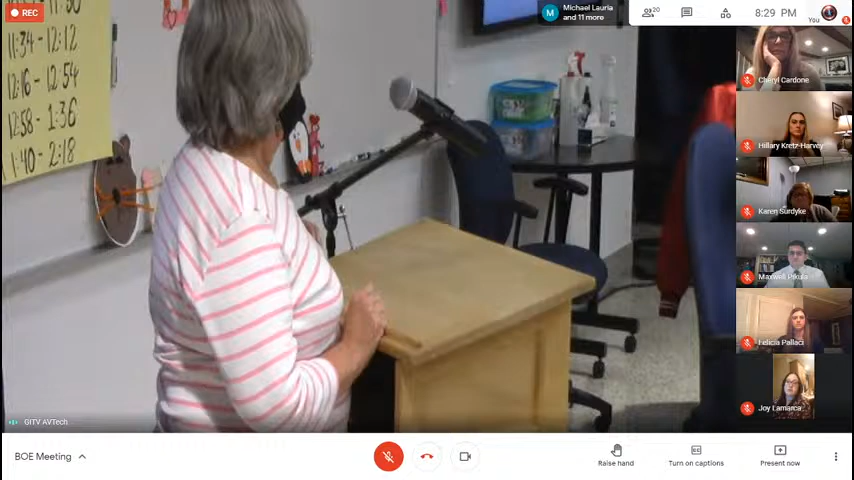 REC
Michael Lauria
and 11 more
M
20
8:29 PM
You
11:34 - 12:12
12:16 - 12:54
12:58 - 1:36
1:40 - 2:18
Cheryl Cardone
Hillary Kretz-Harvey
Karen Surdyke
Maxwell Pikula
Felicia Pallaci
Joy Lamarca
GITV AVTech
BOE Meeting
Raise hand
Turn on captions
Present now